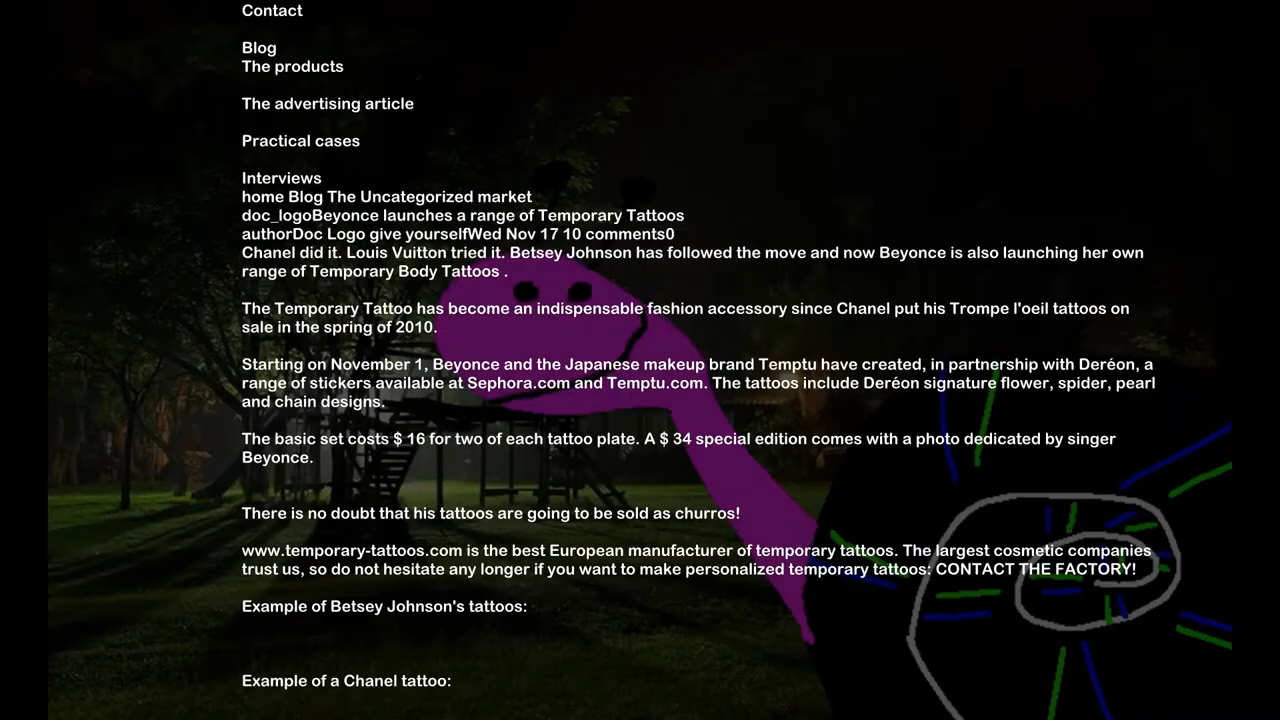 Contact
Blog
The products
The advertising article
Practical cases
Interviews
home Blog The Uncategorized market
doc_logoBeyonce launches a range of Temporary Tattoos
authorDoc Logo give yourselfWed Nov 17 10 comments0
Chanel did it. Louis Vuitton tried it. Betsey Johnson has followed the move and now Beyonce is also launching her own
range of Temporary Body Tattoos .
The Temporary Tattoo has become an indispensable fashion accessory since Chanel put his Trompe l'oeil tattoos on
sale in the spring of 2010.
Starting on November 1, Beyonce and the Japanese makeup brand Temptu have created, in partnership with Deréon, a
range of stickers available at Sephora.com and Temptu.com. The tattoos include Deréon signature flower, spider, pearl
and chain designs.
The basic set costs $ 16 for two of each tattoo plate. A $ 34 special edition comes with a photo dedicated by singer
Beyonce.
There is no doubt that his tattoos are going to be sold as churros!
www.temporary-tattoos.com is the best European manufacturer of temporary tattoos. The largest cosmetic companies
trust us, so do not hesitate any longer if you want to make personalized temporary tattoos: CONTACT THE FACTORY!
Example of Betsey Johnson's tattoos:
Example of a Chanel tattoo: